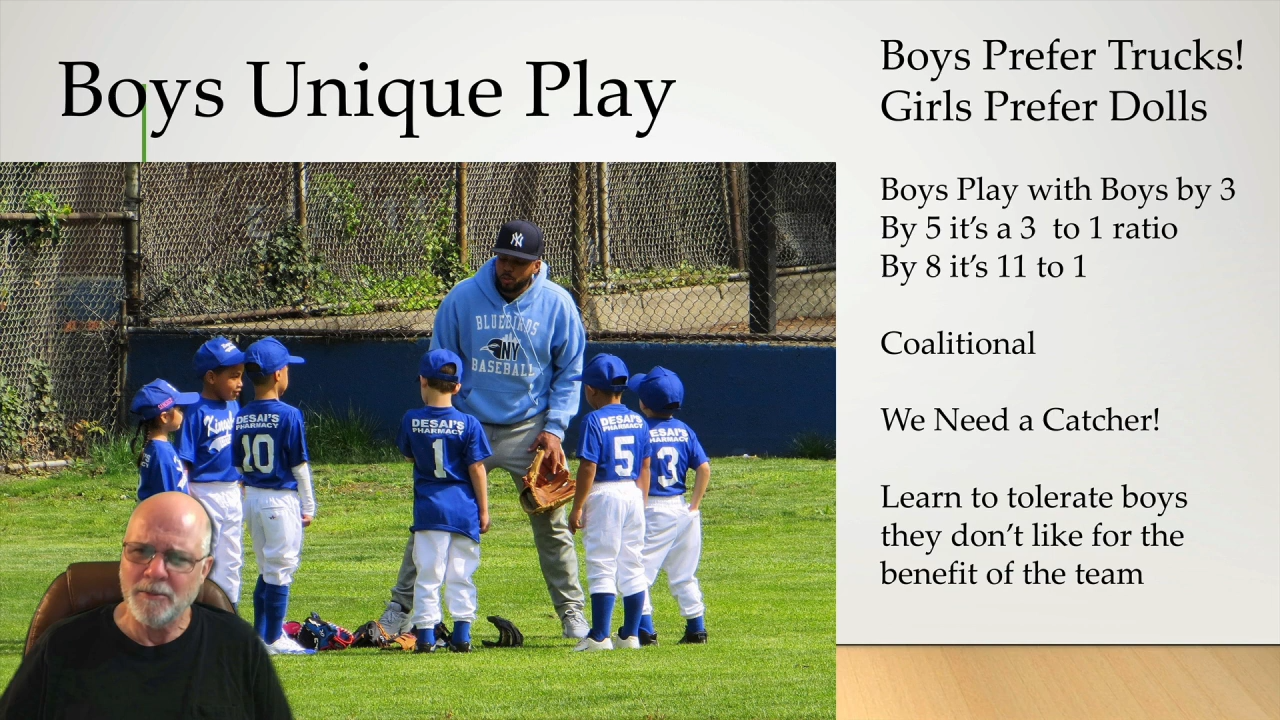 Boys Unique Play
Boys Prefer Trucks!
Girls Prefer Dolls
Boys Play with Boys by 3
By 5 it’s a 3 to 1 ratio
By 8 it’s 11 to 1
Coalitional
We Need a Catcher!
Learn to tolerate boys
they don’t like for the
benefit of the team
NY
BLUEBIRDS
NY
BASEBALL
DESAI'S
PHARMACY
10
DESAI'S
PHARMACY
1
DESAI'S
PHARMACY
5
DESAI'S
PHARMACY
3